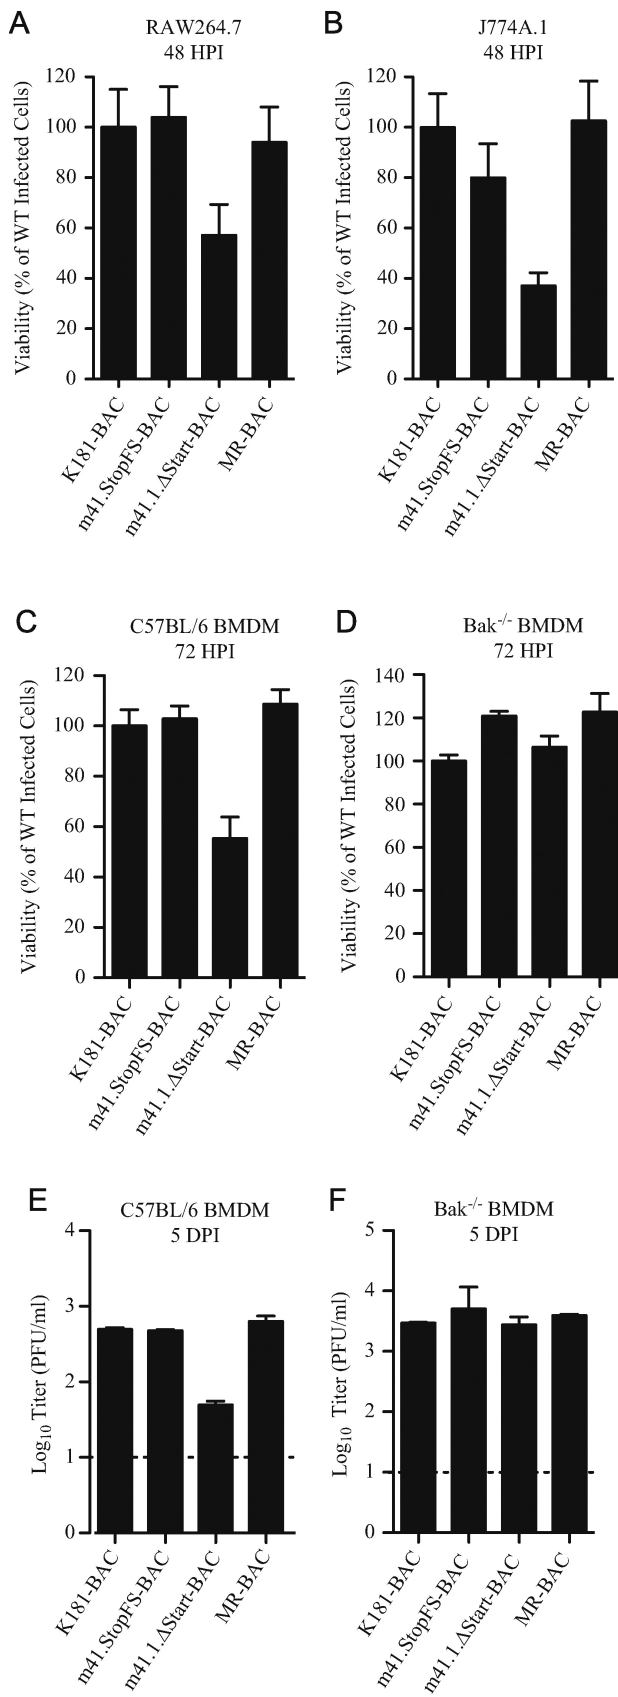 A
RAW264.7
48 HPI
Viability (% of WT Infected Cells)
120
100
80
60
40
20
0
K181-BAC
m41.StopFS-BAC
m41.1.ΔStart-BAC
MR-BAC
B
J774A.1
48 HPI
Viability (% of WT Infected Cells)
120
100
80
60
40
20
0
K181-BAC
m41.StopFS-BAC
m41.1.ΔStart-BAC
MR-BAC
C
C57BL/6 BMDM
72 HPI
Viability (% of WT Infected Cells)
120
100
80
60
40
20
0
K181-BAC
m41.StopFS-BAC
m41.1.ΔStart-BAC
MR-BAC
D
Bak-/- BMDM
72 HPI
Viability (% of WT Infected Cells)
140
120
100
80
60
40
20
0
K181-BAC
m41.StopFS-BAC
m41.1.ΔStart-BAC
MR-BAC
E
C57BL/6 BMDM
5 DPI
Log10 Titer (PFU/ml)
4
3
2
1
0
K181-BAC
m41.StopFS-BAC
m41.1.ΔStart-BAC
MR-BAC
F
Bak-/- BMDM
5 DPI
Log10 Titer (PFU/ml)
5
4
3
2
1
0
K181-BAC
m41.StopFS-BAC
m41.1.ΔStart-BAC
MR-BAC